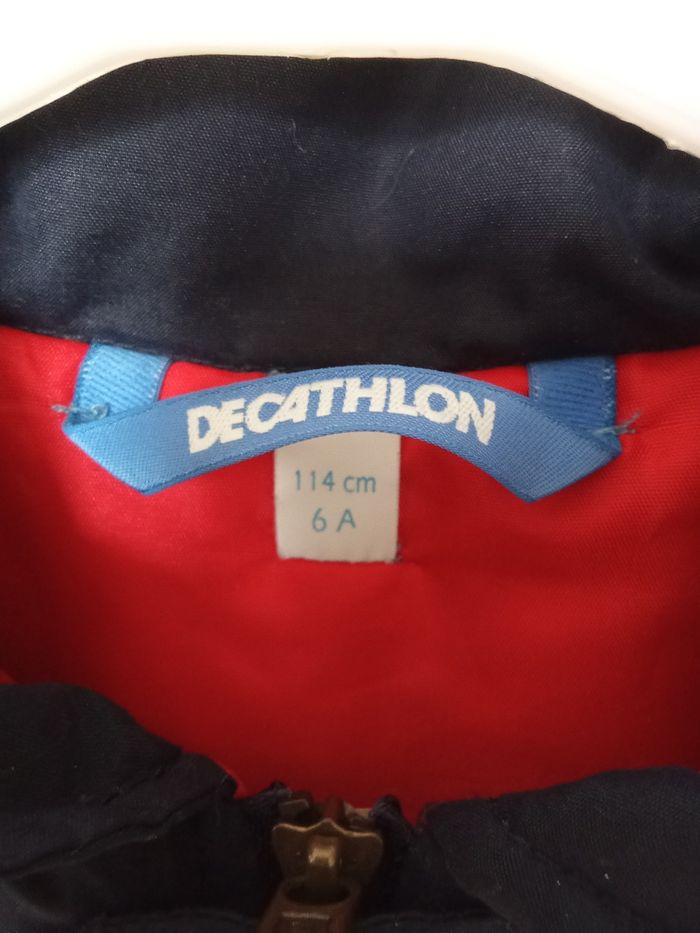 DECATHLON
114 cm
6 A